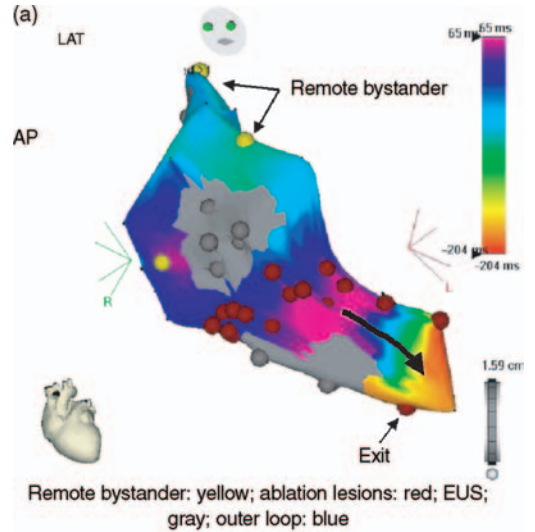 (a)
LAT
65 ms 65 ms
Remote bystander
AP
-204 ms
-204 ms
R
L
1.59 cm
Exit
Remote bystander: yellow; ablation lesions: red; EUS;
gray; outer loop: blue